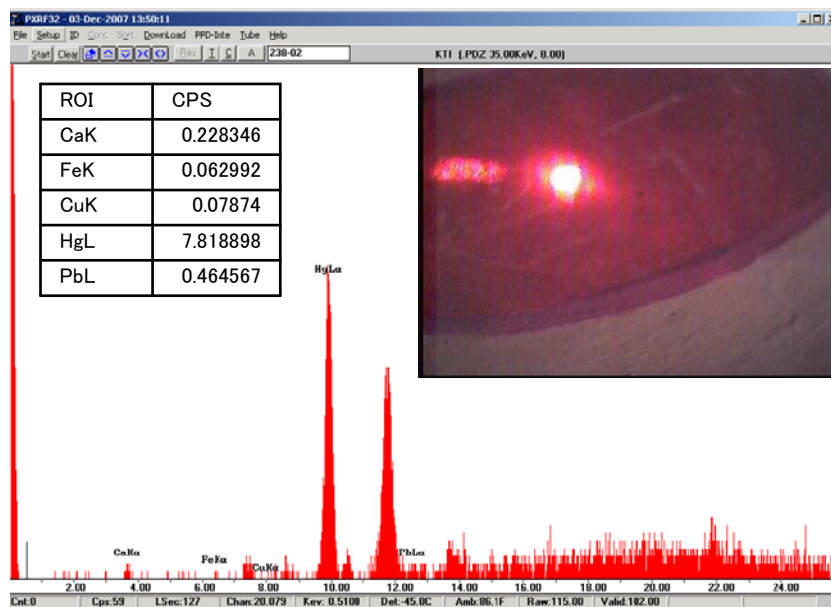 PXRF32 - 03-Dec-2007 13:50:11
File Setup ID Conc Sort DownLoad PPD-Inte Tube Help
Start Clear Res I C A 238-02 KTI (.PDZ 35.00KeV, 8.00)
ROI CPS
CaK 0.228346
FeK 0.062992
CuK 0.07874
HgL 7.818898
PbL 0.464567
HgLα
CaKα FeKα CuKα PbLα
2.00 4.00 6.00 8.00 10.00 12.00 14.00 16.00 18.00 20.00 22.00 24.00
Cnt:0 Cps:59 LSec:127 Chan:20.079 Kev: 0.5100 Det:-45.0C Amb:86.1F Raw:115.00 Valid:102.00